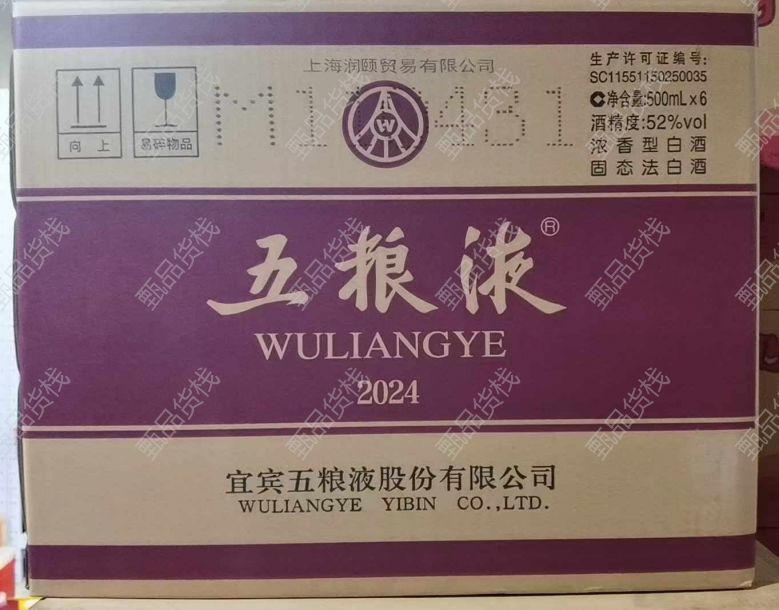 上海润颐贸易有限公司
生产许可证编号:
SC11551150250035
净含量:500mL×6
酒精度:52%vol
浓香型白酒
固态法白酒
向上
易碎物品
W
五粮液®
WULIANGYE
2024
宜宾五粮液股份有限公司
WULIANGYE YIBIN CO.,LTD.
甄品货栈